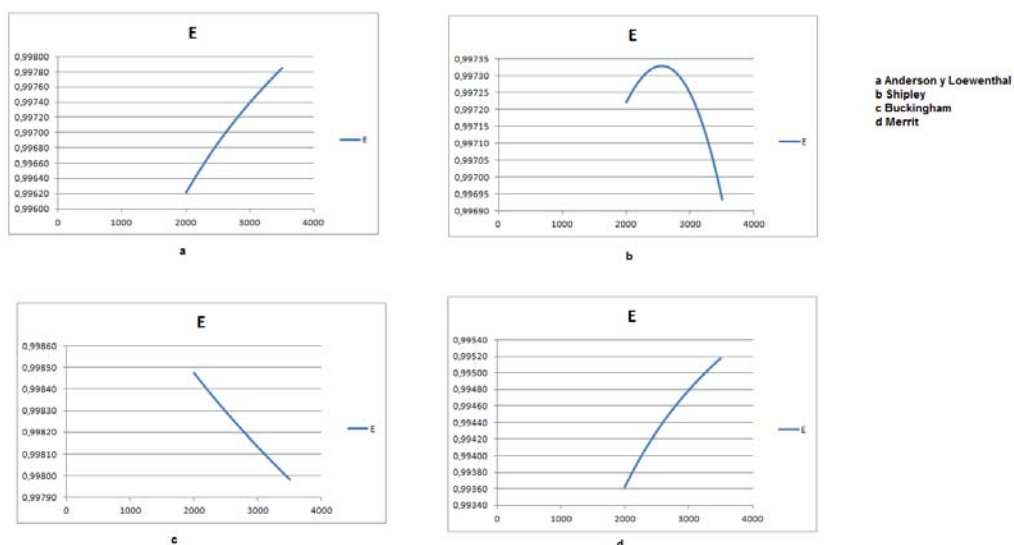 E
0,99800
0,99780
0,99760
0,99740
0,99720
0,99700
0,99680
0,99660
0,99640
0,99620
0,99600
0 1000 2000 3000 4000
E
a
E
0,99735
0,99730
0,99725
0,99720
0,99715
0,99710
0,99705
0,99700
0,99695
0,99690
0 1000 2000 3000 4000
E
b
a Anderson y Loewenthal
b Shipley
c Buckingham
d Merrit
E
0,99860
0,99850
0,99840
0,99830
0,99820
0,99810
0,99800
0,99790
0 1000 2000 3000 4000
E
c
E
0,99540
0,99520
0,99500
0,99480
0,99460
0,99440
0,99420
0,99400
0,99380
0,99360
0,99340
0 1000 2000 3000 4000
E
d